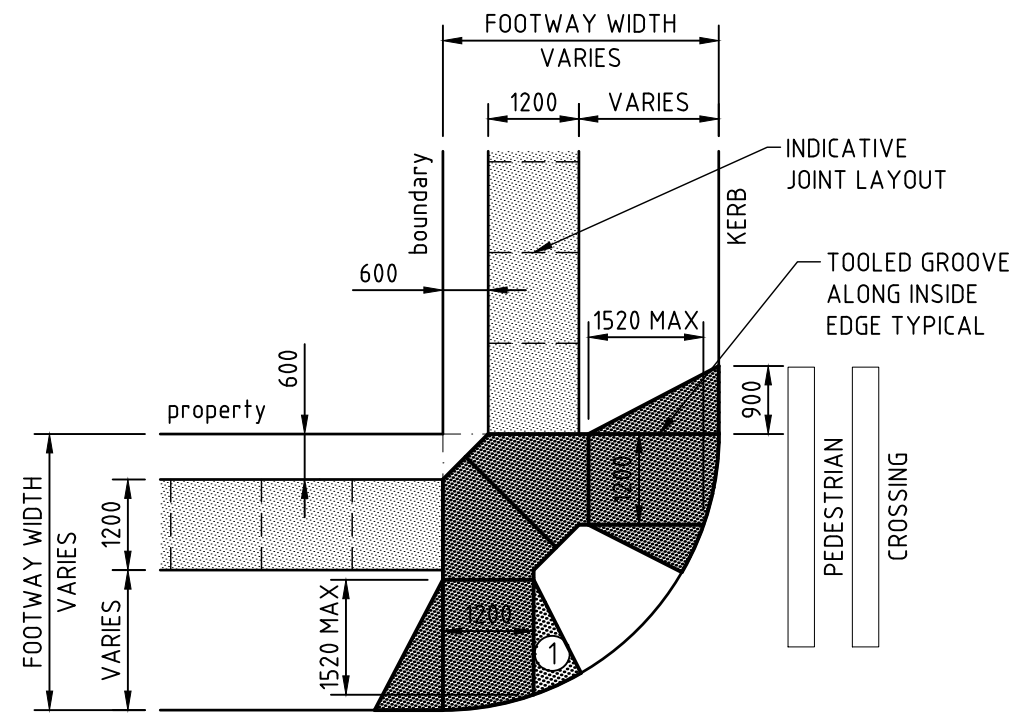 FOOTWAY WIDTH
VARIES
1200
VARIES
INDICATIVE
JOINT LAYOUT
boundary
KERB
600
TOOLED GROOVE
ALONG INSIDE
EDGE TYPICAL
1520 MAX
600
900
property
1200
FOOTWAY WIDTH
VARIES
1200
VARIES
PEDESTRIAN
CROSSING
1520 MAX
1200
1